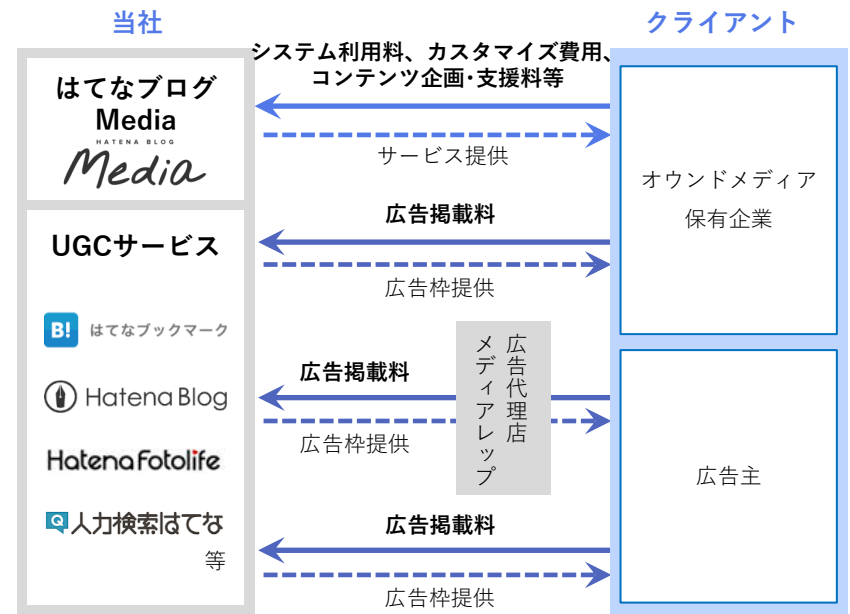 当社
クライアント
はてなブログ
Media
HATENA BLOG
Media
システム利用料、カスタマイズ費用、
コンテンツ企画･支援料等
サービス提供
オウンドメディア
保有企業
UGCサービス
広告掲載料
広告枠提供
B! はてなブックマーク
Hatena Blog
Hatena Fotolife
Q 人力検索はてな
等
広告掲載料
広告枠提供
広告代理店
メディアレップ
広告主
広告掲載料
広告枠提供